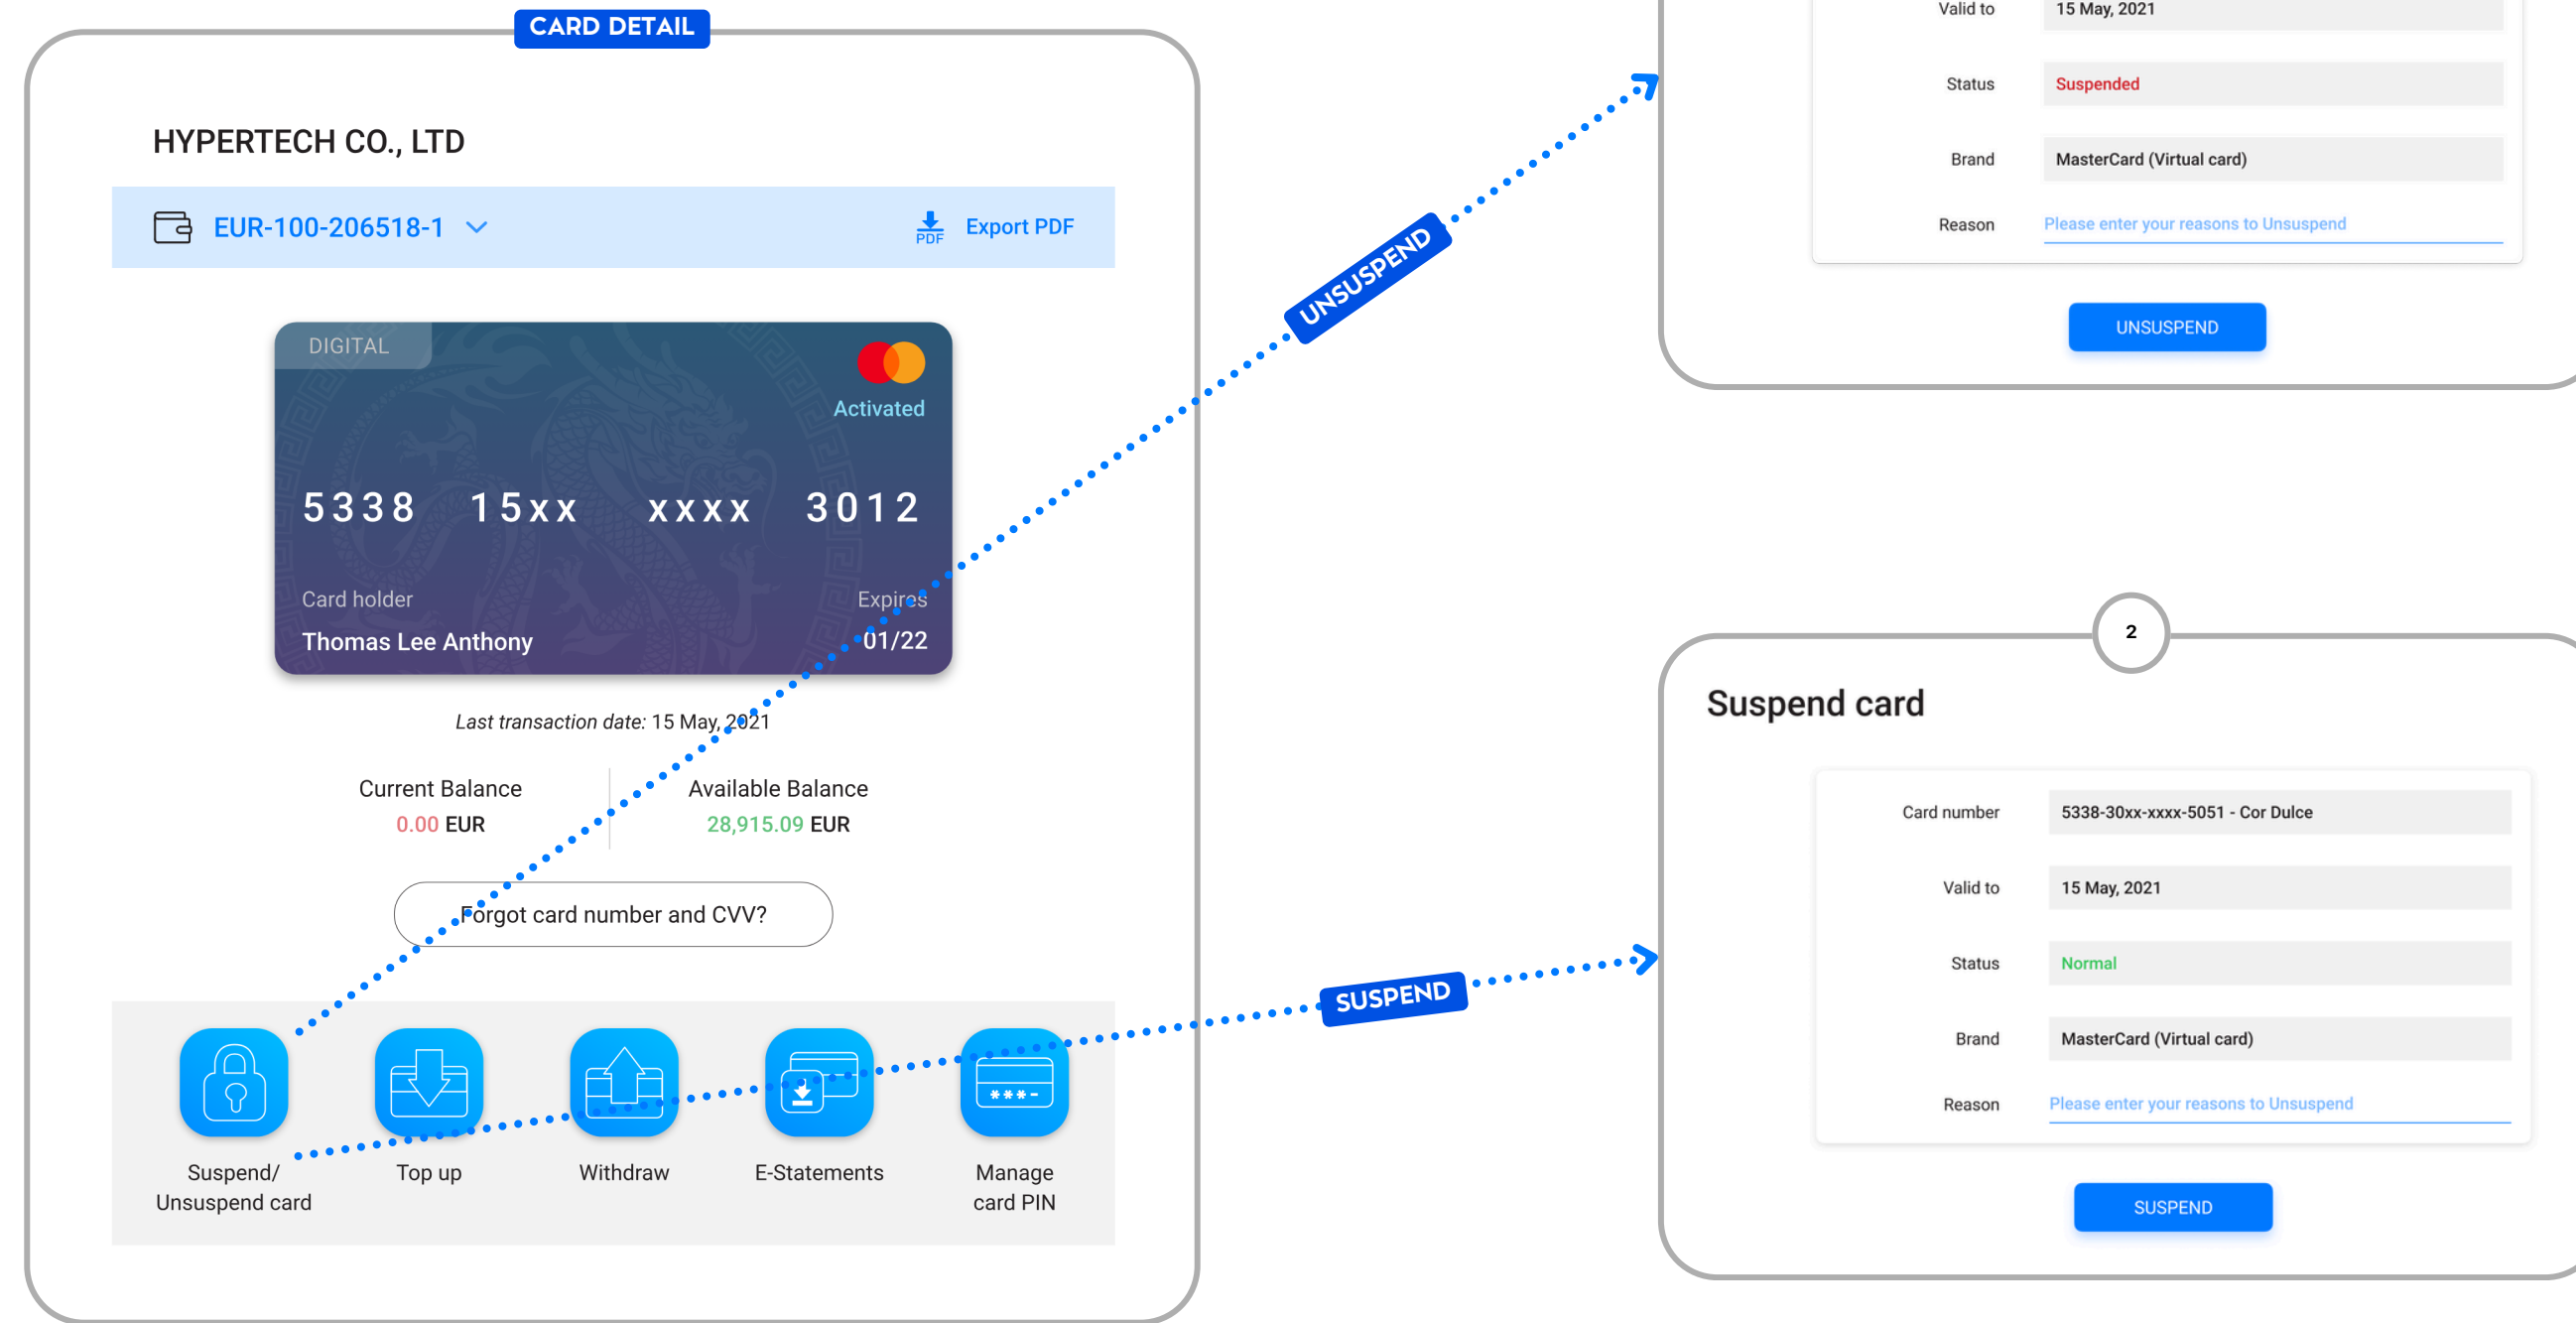 CARD DETAIL
HYPERTECH CO., LTD
EUR-100-206518-1
PDF
Export PDF
DIGITAL
Activated
5338 15xx xxxx 3012
Card holder
Expires
Thomas Lee Anthony
01/22
Last transaction date: 15 May, 2021
Current Balance
Available Balance
0.00 EUR
28,915.09 EUR
Forgot card number and CVV?
***-
Suspend/
Unsuspend card
Top up
Withdraw
E-Statements
Manage
card PIN
UNSUSPEND
SUSPEND
Valid to
15 May, 2021
Status
Suspended
Brand
MasterCard (Virtual card)
Reason
Please enter your reasons to Unsuspend
UNSUSPEND
2
Suspend card
Card number
5338-30xx-xxxx-5051 - Cor Dulce
Valid to
15 May, 2021
Status
Normal
Brand
MasterCard (Virtual card)
Reason
Please enter your reasons to Unsuspend
SUSPEND